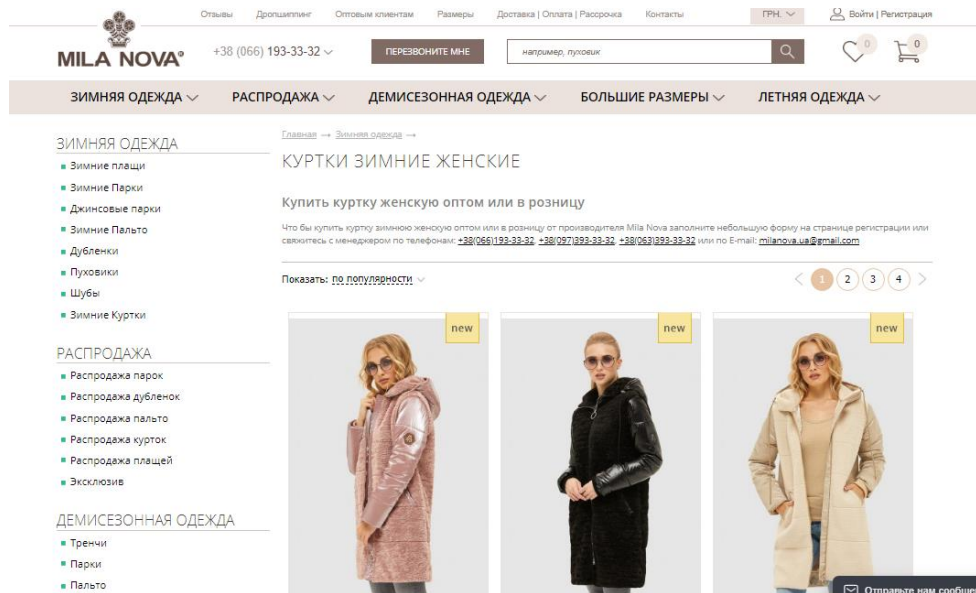 Отзывы Дропшиппинг Оптовым клиентам Размеры Доставка | Оплата | Рассрочка Контакты ГРН. Войти | Регистрация
MILA NOVA®
+38 (066) 193-33-32
ПЕРЕЗВОНИТЕ МНЕ
например, пуховик
0
0
ЗИМНЯЯ ОДЕЖДА РАСПРОДАЖА ДЕМИСЕЗОННАЯ ОДЕЖДА БОЛЬШИЕ РАЗМЕРЫ ЛЕТНЯЯ ОДЕЖДА
ЗИМНЯЯ ОДЕЖДА
Зимние плащи
Зимние Парки
Джинсовые парки
Зимние Пальто
Дубленки
Пуховики
Шубы
Зимние Куртки
РАСПРОДАЖА
Распродажа парок
Распродажа дубленок
Распродажа пальто
Распродажа курток
Распродажа плащей
Эксклюзив
ДЕМИСЕЗОННАЯ ОДЕЖДА
Тренчи
Парки
Пальто
Главная → Зимняя одежда →
КУРТКИ ЗИМНИЕ ЖЕНСКИЕ
Купить куртку женскую оптом или в розницу
Что бы купить куртку зимнюю женскую оптом или в розницу от производителя Mila Nova заполните небольшую форму на странице регистрации или
свяжитесь с менеджером по телефонам: +38(066)193-33-32, +38(097)393-33-32, +38(063)393-33-32 или по E-mail: milanova.ua@gmail.com
Показать: по популярности
1 2 3 4
new
new
new
Отправьте нам сообще